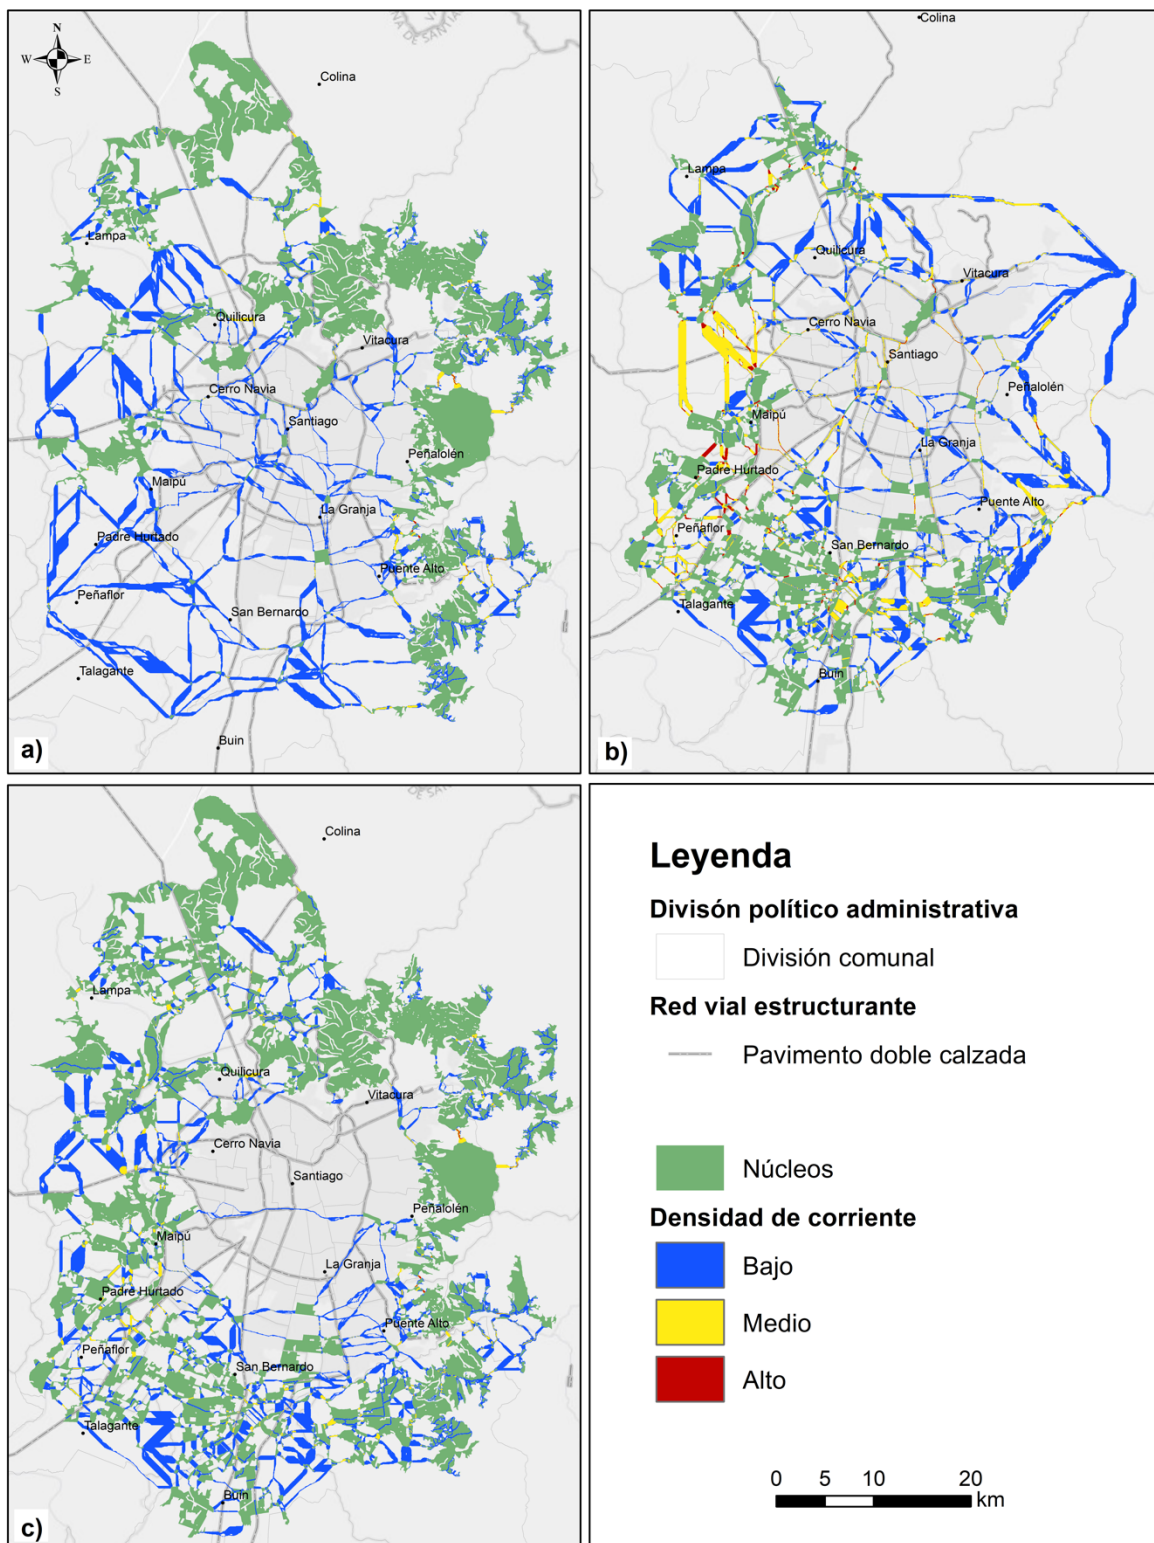 N
W E
S
NA DE SANTIA
Colina
Lampa
Quilicura
Vitacura
Cerro Navia
Santiago
Peñalolén
Maipú
La Granja
Padre Hurtado
Puente Alto
Peñaflor
San Bernardo
Talagante
Buin
a)
Colina
Lampa
Quilicura
Vitacura
Cerro Navia
Santiago
Peñalolén
Maipú
La Granja
Padre Hurtado
Puente Alto
Peñaflor
San Bernardo
Talagante
Buin
b)
Colina
Lampa
Quilicura
Vitacura
Cerro Navia
Santiago
Peñalolén
Maipú
La Granja
Padre Hurtado
Puente Alto
Peñaflor
San Bernardo
Talagante
Buin
c)
Leyenda
Divisón político administrativa
División comunal
Red vial estructurante
Pavimento doble calzada
Núcleos
Densidad de corriente
Bajo
Medio
Alto
0 5 10 20
km